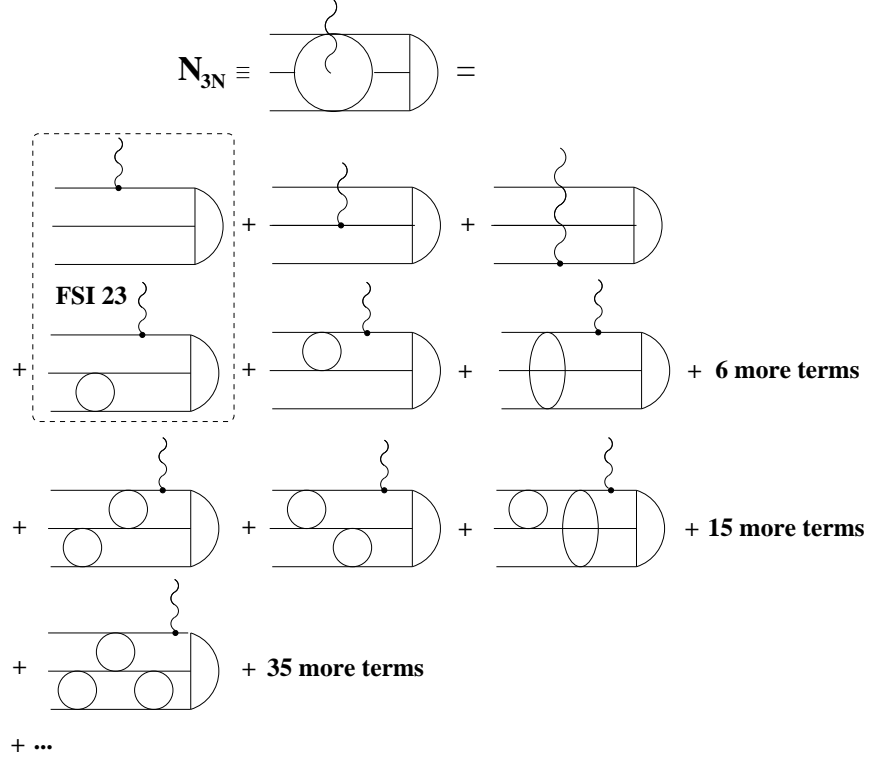 N3N ≡ =
+ +
FSI 23
+ + + + 6 more terms
+ + + + 15 more terms
+ + 35 more terms
+ ...